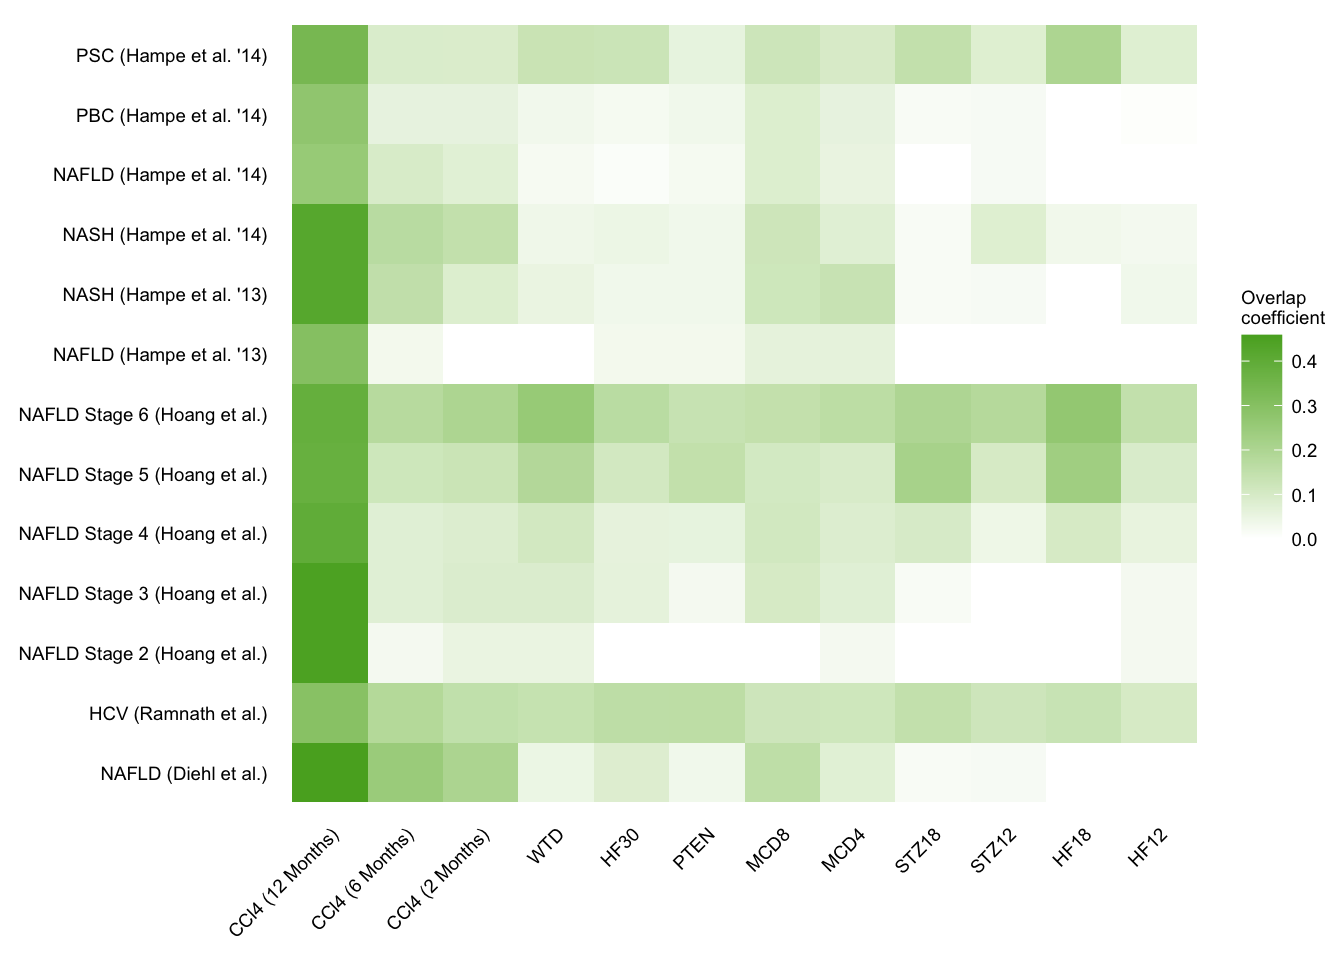 PSC (Hampe et al. '14)
PBC (Hampe et al. '14)
NAFLD (Hampe et al. '14)
NASH (Hampe et al. '14)
NASH (Hampe et al. '13)
NAFLD (Hampe et al. '13)
NAFLD Stage 6 (Hoang et al.)
NAFLD Stage 5 (Hoang et al.)
NAFLD Stage 4 (Hoang et al.)
NAFLD Stage 3 (Hoang et al.)
NAFLD Stage 2 (Hoang et al.)
HCV (Ramnath et al.)
NAFLD (Diehl et al.)
CCl4 (12 Months)
CCl4 (6 Months)
CCl4 (2 Months)
WTD
HF30
PTEN
MCD8
MCD4
STZ18
STZ12
HF18
HF12
Overlap
coefficient
0.4
0.3
0.2
0.1
0.0